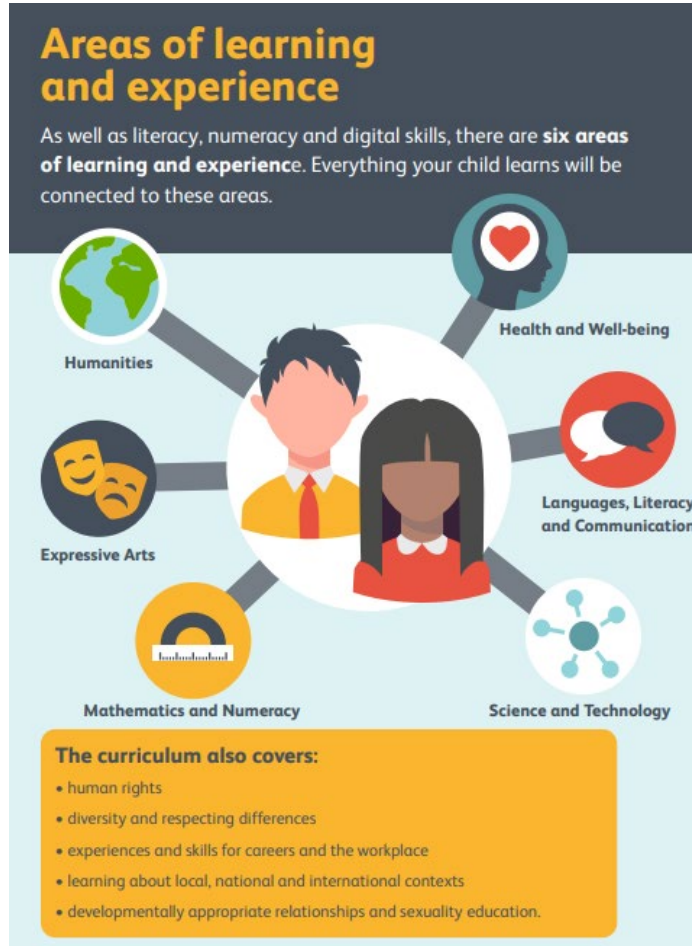 Areas of learning
and experience
As well as literacy, numeracy and digital skills, there are six areas
of learning and experience. Everything your child learns will be
connected to these areas.
Humanities
Health and Well-being
Expressive Arts
Languages, Literacy
and Communication
Mathematics and Numeracy
Science and Technology
The curriculum also covers:
• human rights
• diversity and respecting differences
• experiences and skills for careers and the workplace
• learning about local, national and international contexts
• developmentally appropriate relationships and sexuality education.